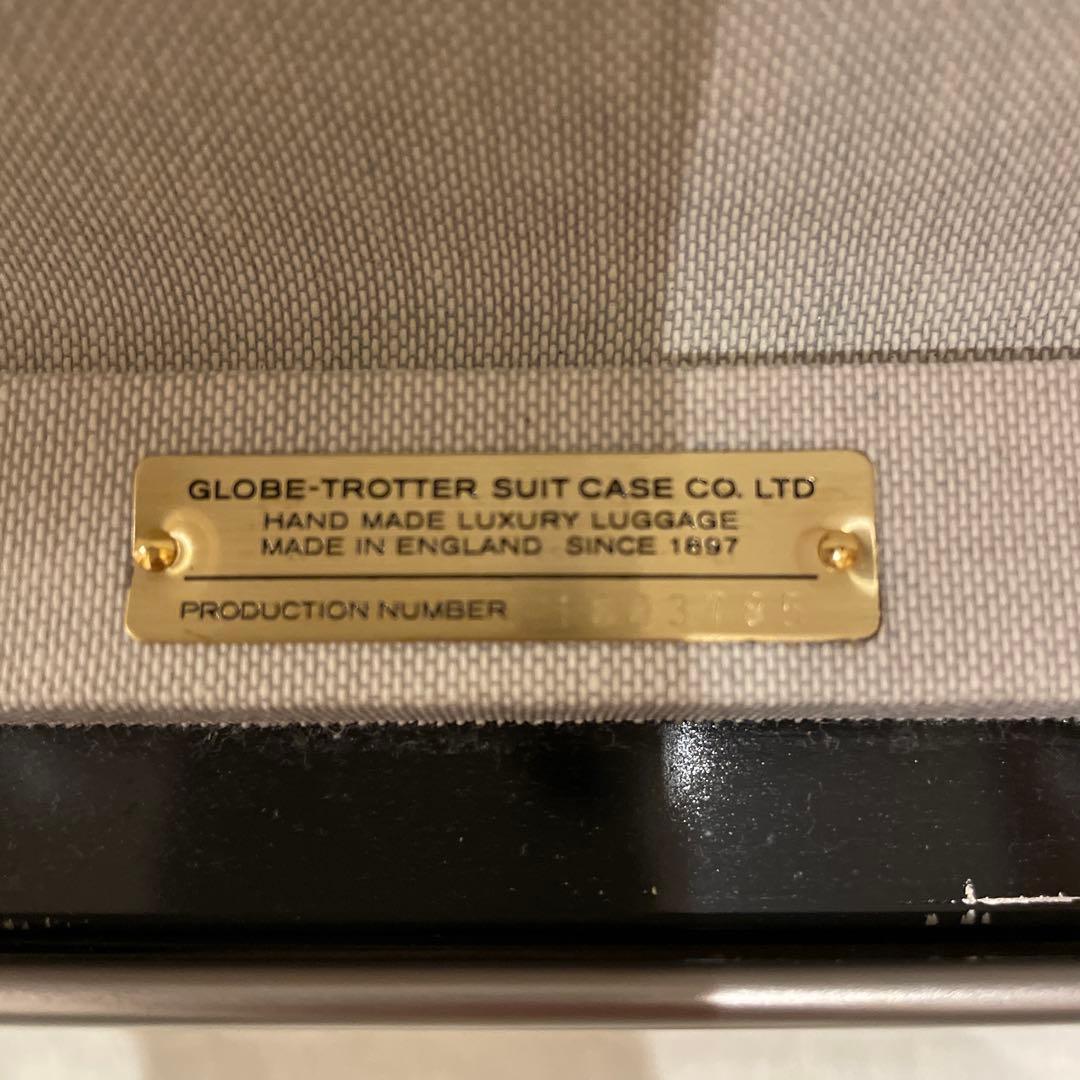 GLOBE-TROTTER SUIT CASE CO. LTD
HAND MADE LUXURY LUGGAGE
MADE IN ENGLAND SINCE 1897
PRODUCTION NUMBER